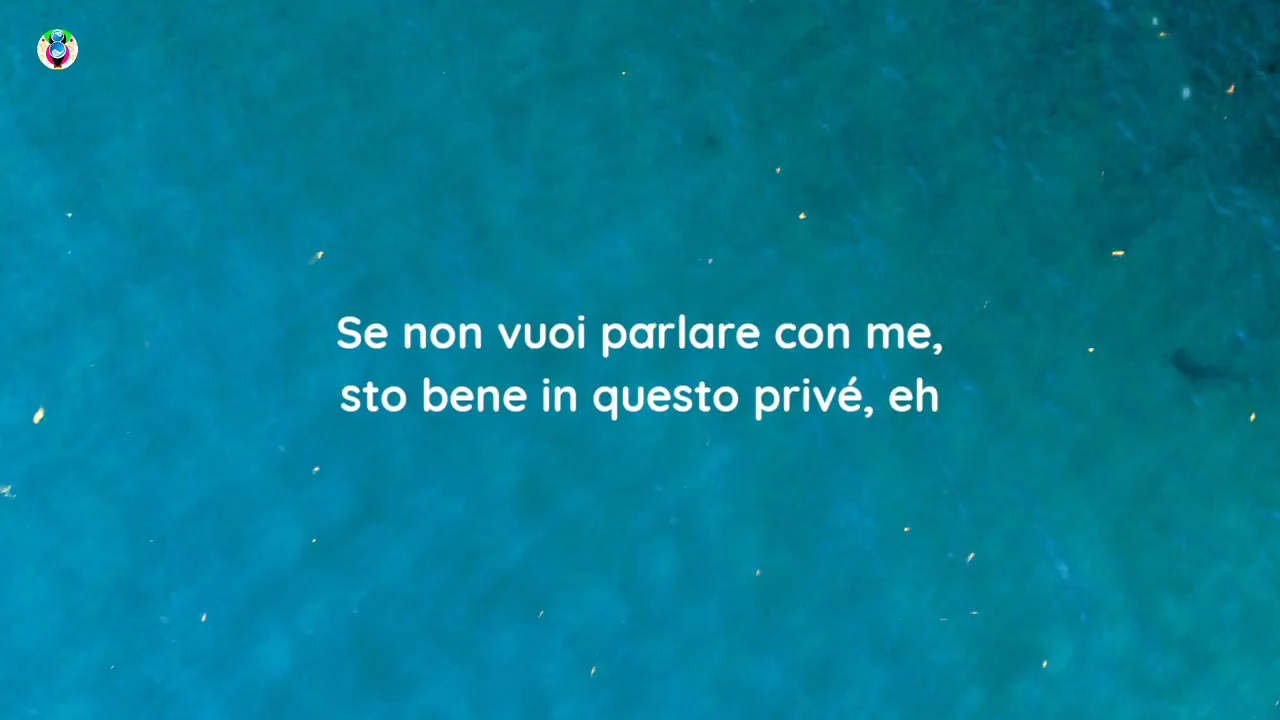 Se non vuoi parlare con me,
sto bene in questo privé, eh